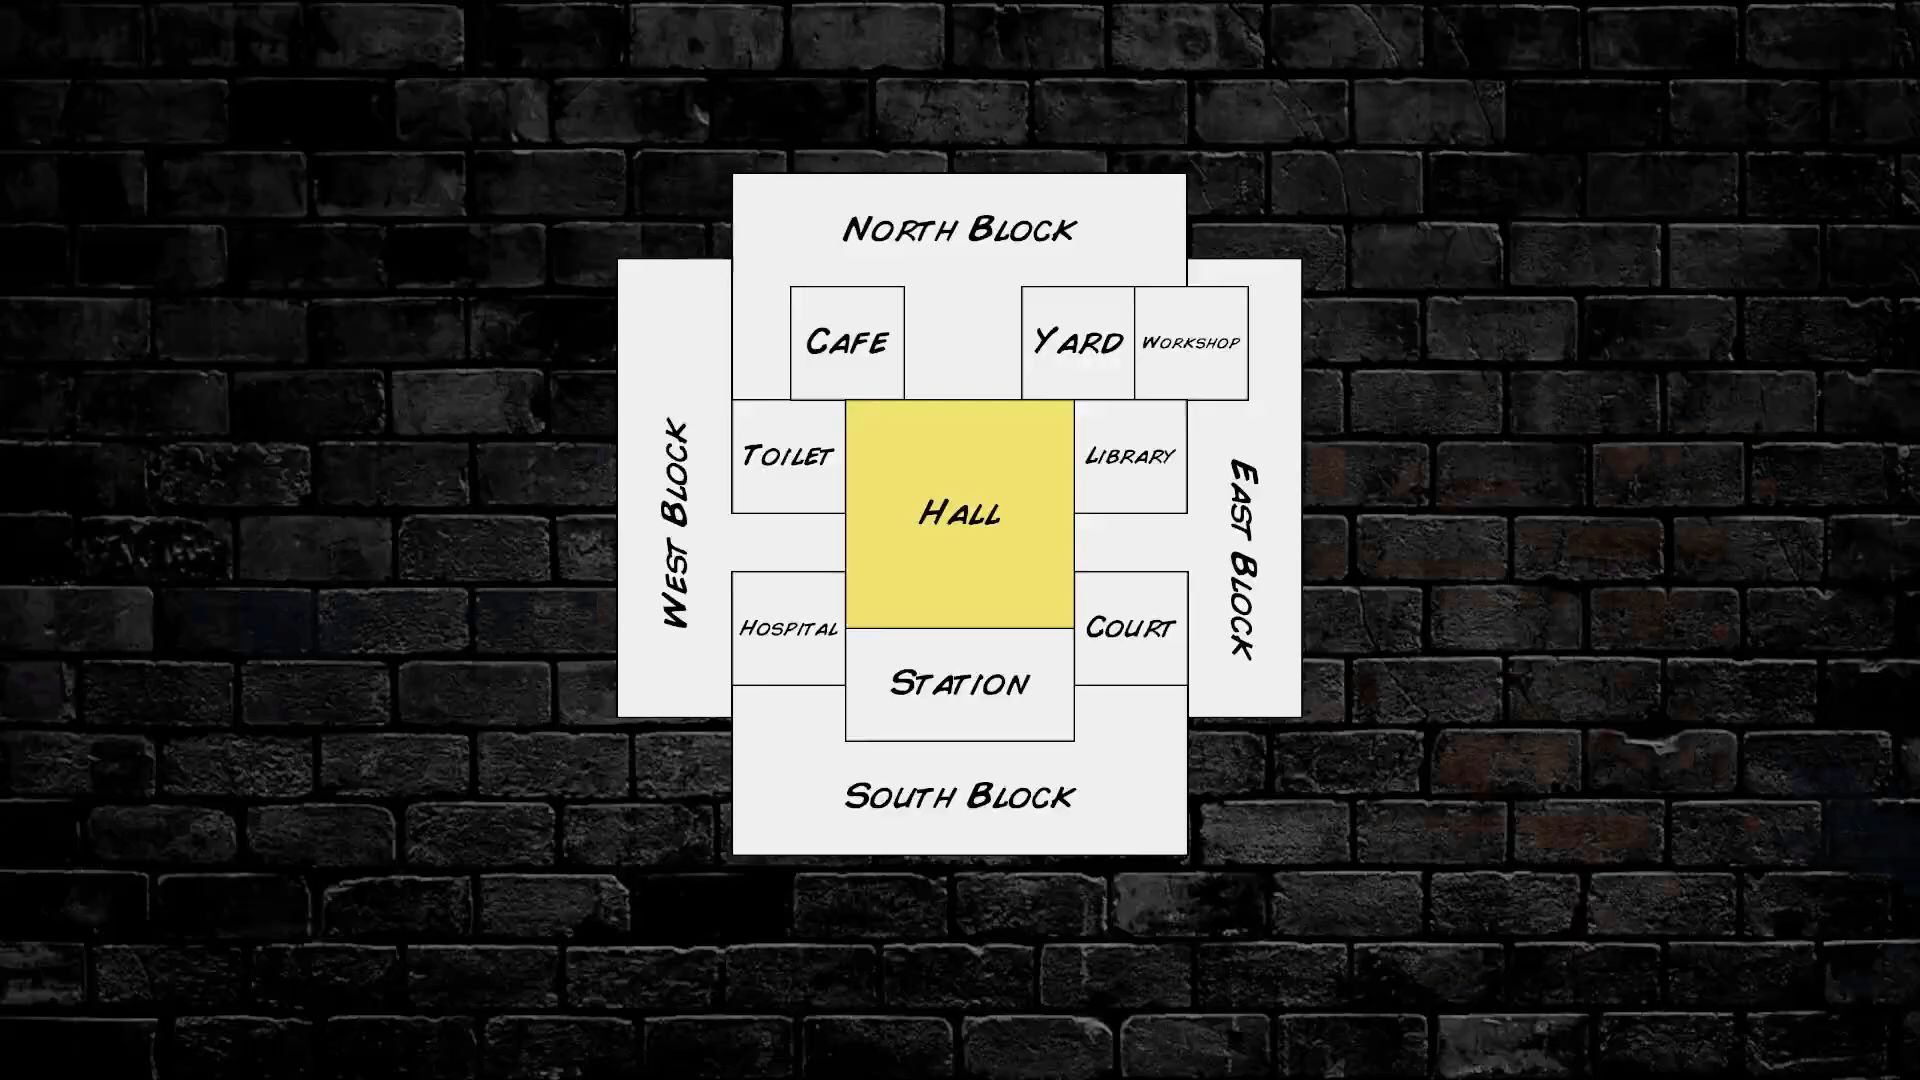 NORTH BLOCK
CAFE
YARD
WORKSHOP
WEST BLOCK
TOILET
HALL
LIBRARY
EAST BLOCK
HOSPITAL
STATION
COURT
SOUTH BLOCK